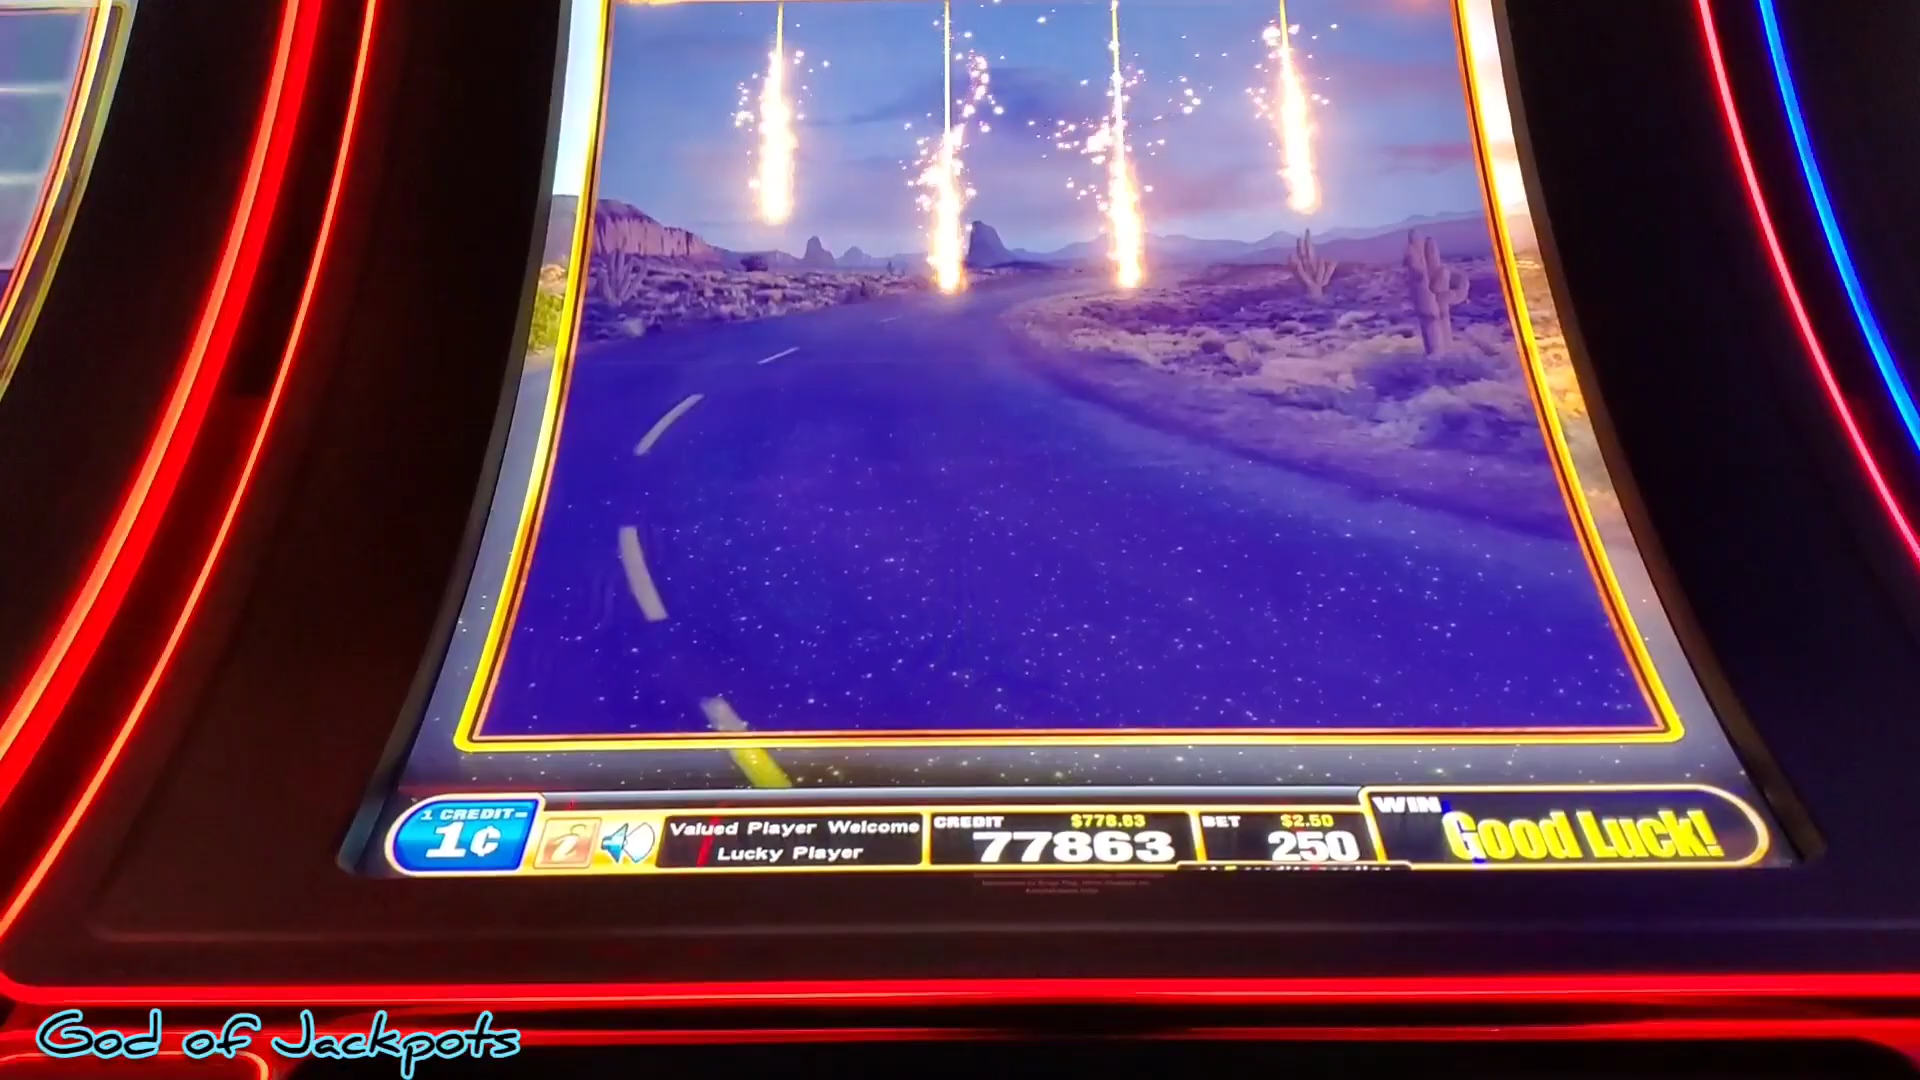 1 CREDIT=
1¢
i
Valued Player Welcome
Lucky Player
CREDIT
$778.63
77863
BET
$2.50
250
WIN
Good Luck!
God of Jackpots